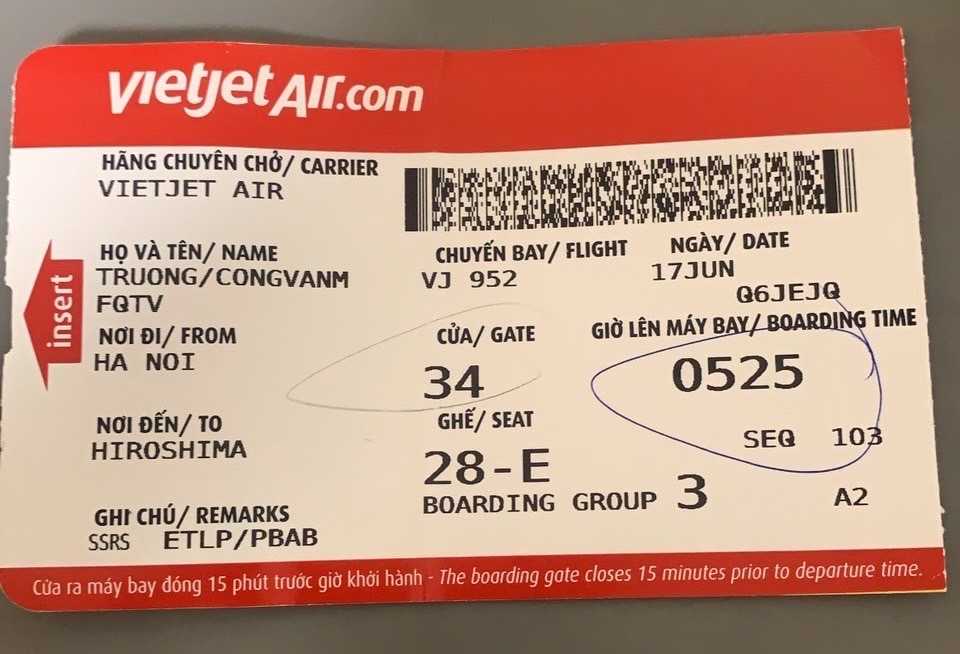 vietjetAir.com
HÃNG CHUYÊN CHỞ/ CARRIER
VIETJET AIR
HỌ VÀ TÊN/ NAME
TRUONG/CONGVANM
FQTV
CHUYẾN BAY/ FLIGHT
VJ 952
NGÀY/ DATE
17JUN
Q6JEJQ
insert
NƠI ĐI/ FROM
HA NOI
CỬA/ GATE
34
GIỜ LÊN MÁY BAY/ BOARDING TIME
0525
NƠI ĐẾN/ TO
HIROSHIMA
GHẾ/ SEAT
28-E
SEQ 103
BOARDING GROUP 3
A2
GHI CHÚ/ REMARKS
SSRS ETLP/PBAB
Cửa ra máy bay đóng 15 phút trước giờ khởi hành - The boarding gate closes 15 minutes prior to departure time.